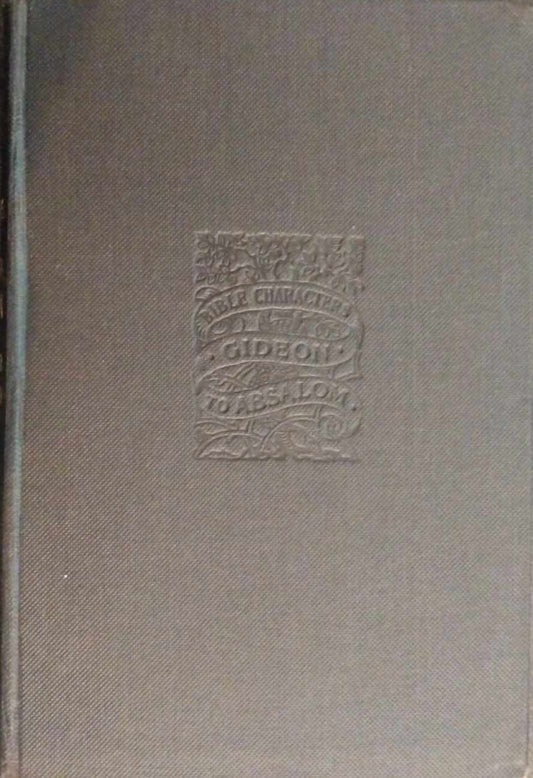 BIBLE CHARACTERS
· GIDEON ·
TO ABSALOM ·